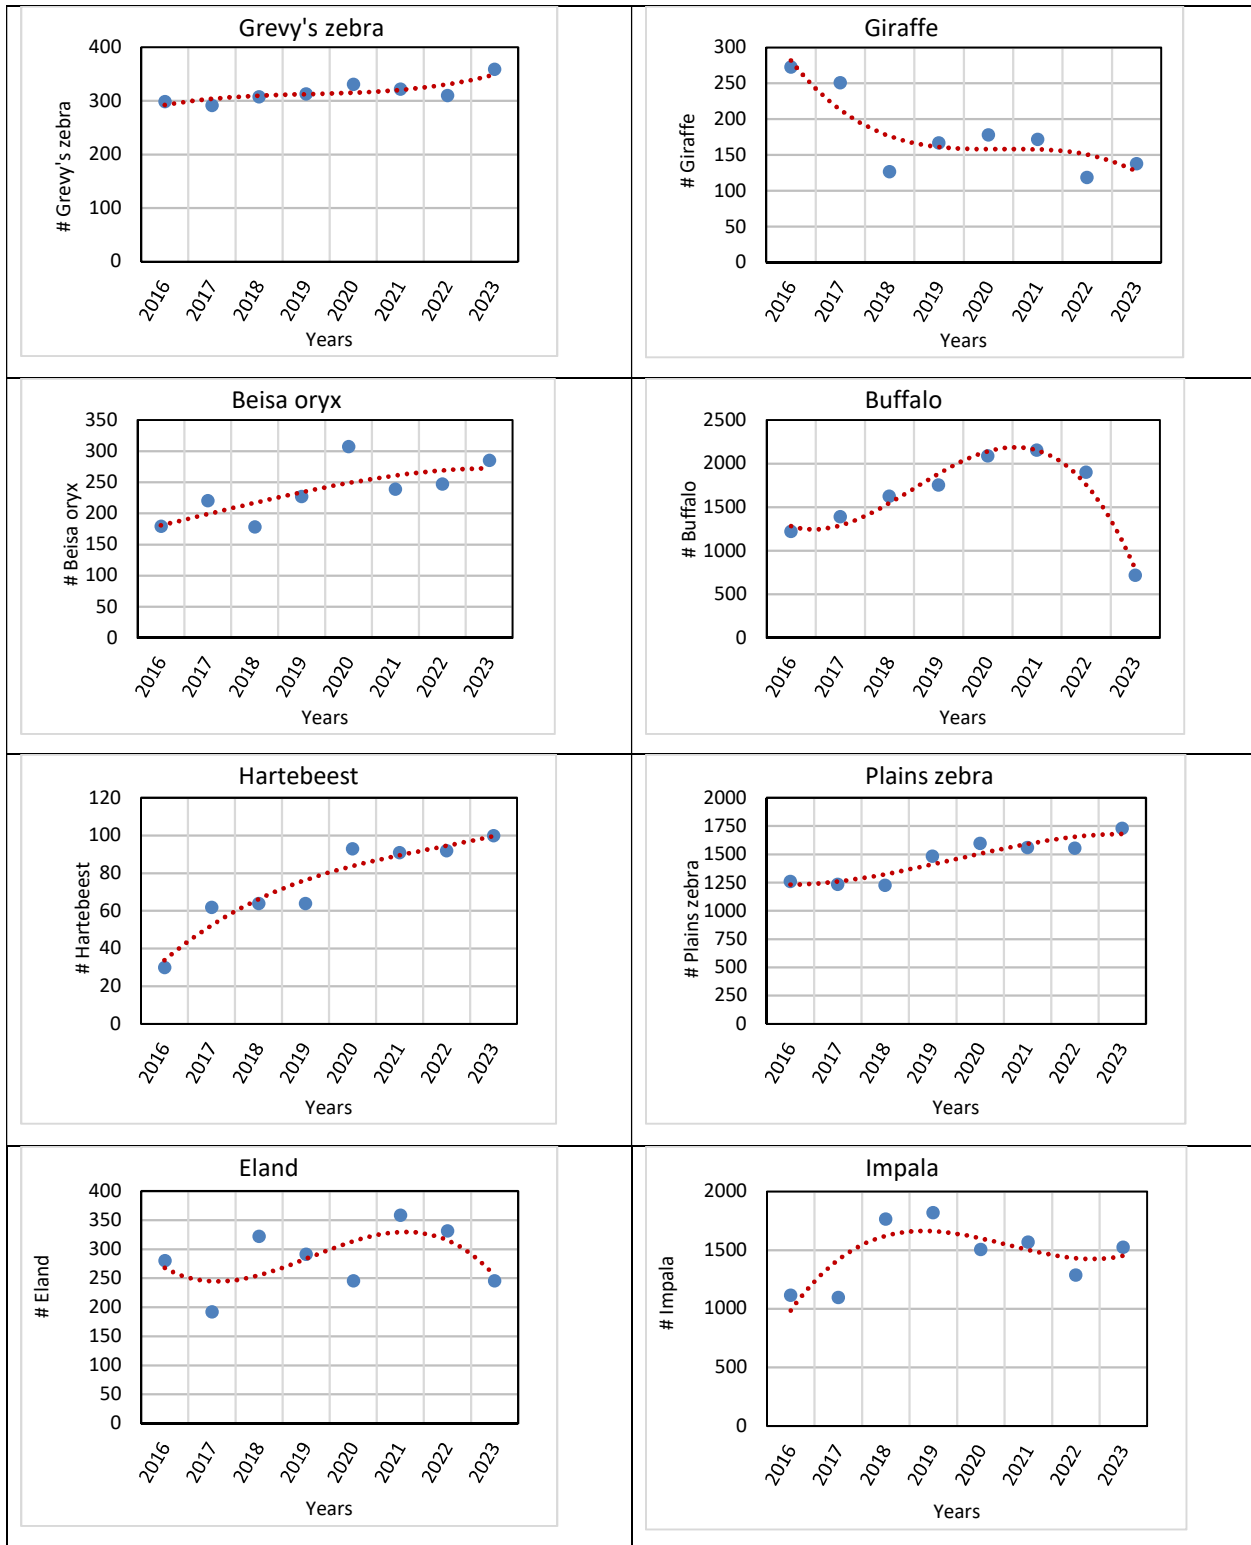 Grevy's zebra
# Grevy's zebra
400
300
200
100
0
2016 2017 2018 2019 2020 2021 2022 2023
Years
Giraffe
# Giraffe
300
250
200
150
100
50
0
2016 2017 2018 2019 2020 2021 2022 2023
Years
Beisa oryx
# Beisa oryx
350
300
250
200
150
100
50
0
2016 2017 2018 2019 2020 2021 2022 2023
Years
Buffalo
# Buffalo
2500
2000
1500
1000
500
0
2016 2017 2018 2019 2020 2021 2022 2023
Years
Hartebeest
# Hartebeest
120
100
80
60
40
20
0
2016 2017 2018 2019 2020 2021 2022 2023
Years
Plains zebra
# Plains zebra
2000
1750
1500
1250
1000
750
500
250
0
2016 2017 2018 2019 2020 2021 2022 2023
Years
Eland
# Eland
400
350
300
250
200
150
100
50
0
2016 2017 2018 2019 2020 2021 2022 2023
Years
Impala
# Impala
2000
1500
1000
500
0
2016 2017 2018 2019 2020 2021 2022 2023
Years